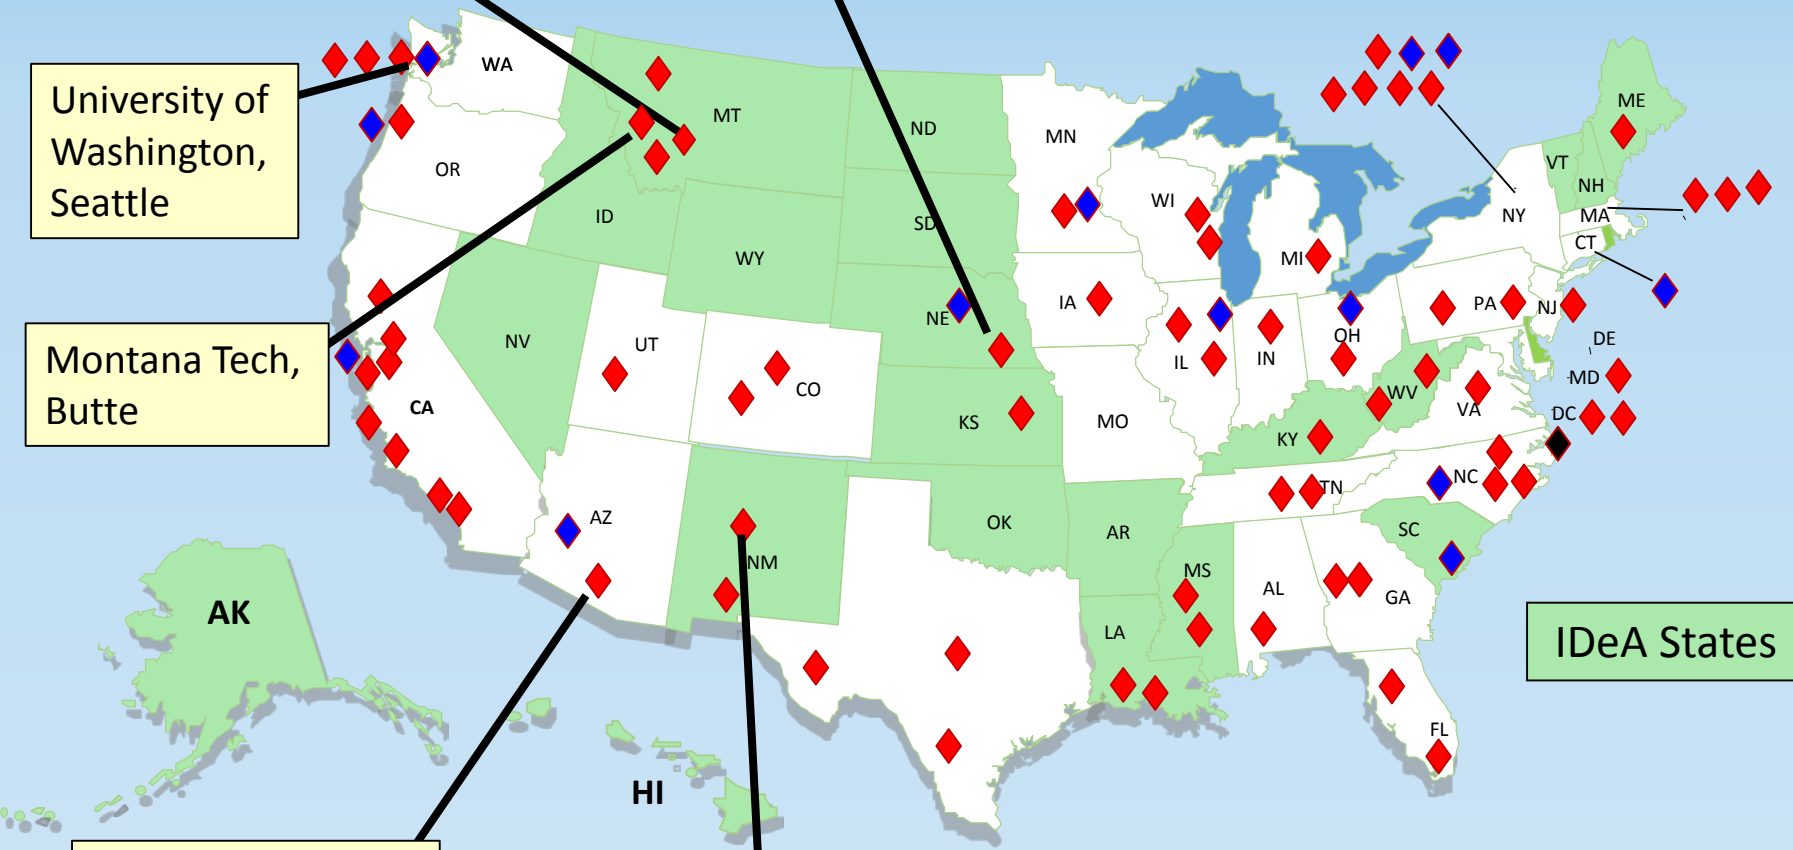 University of
Washington,
Seattle
Montana Tech,
Butte
WA
OR
CA
NV
ID
MT
WY
UT
AZ
CO
NM
ND
SD
NE
KS
OK
MN
IA
MO
AR
LA
WI
IL
MI
IN
OH
KY
TN
MS
AL
GA
FL
SC
NC
VA
WV
PA
NY
VT
NH
ME
MA
CT
NJ
DE
MD
DC
AK
HI
IDeA States